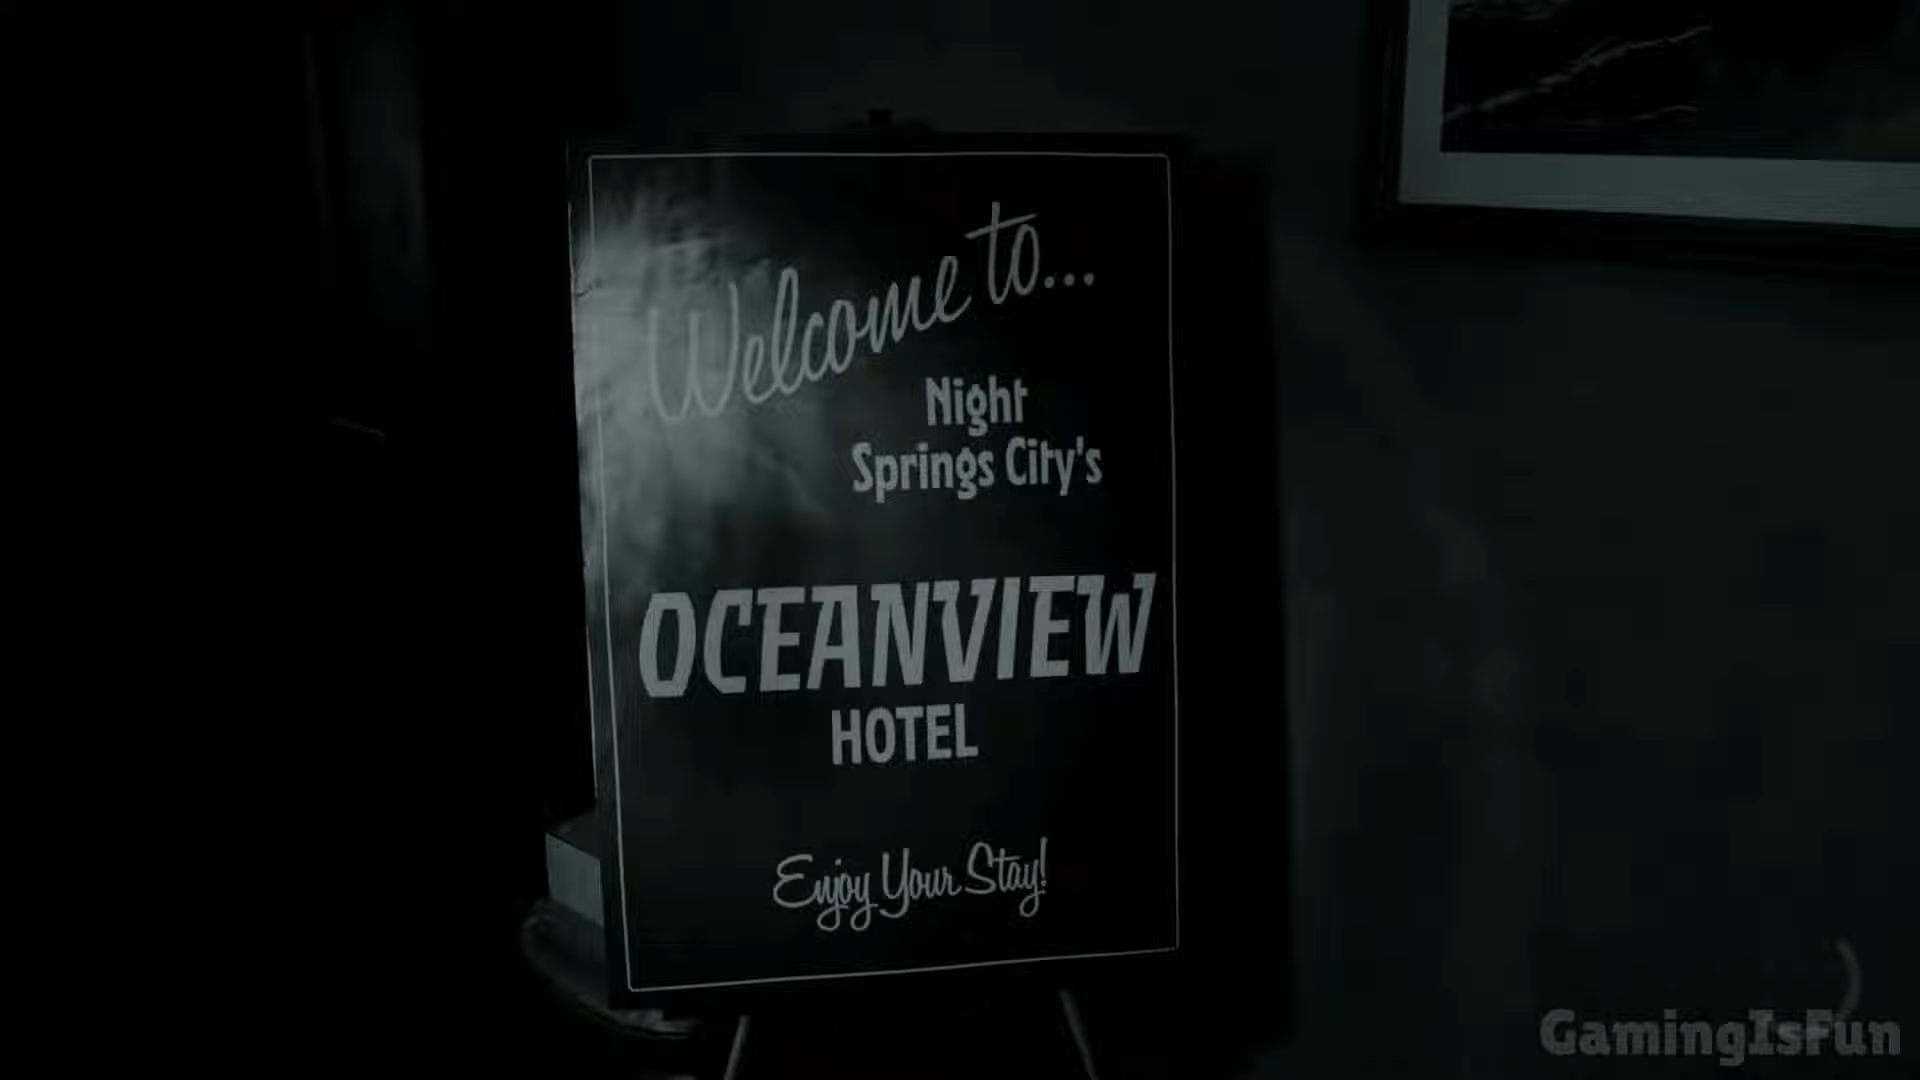 Welcome to...
Night
Springs City's
OCEANVIEW
HOTEL
Enjoy Your Stay!
GamingIsFun